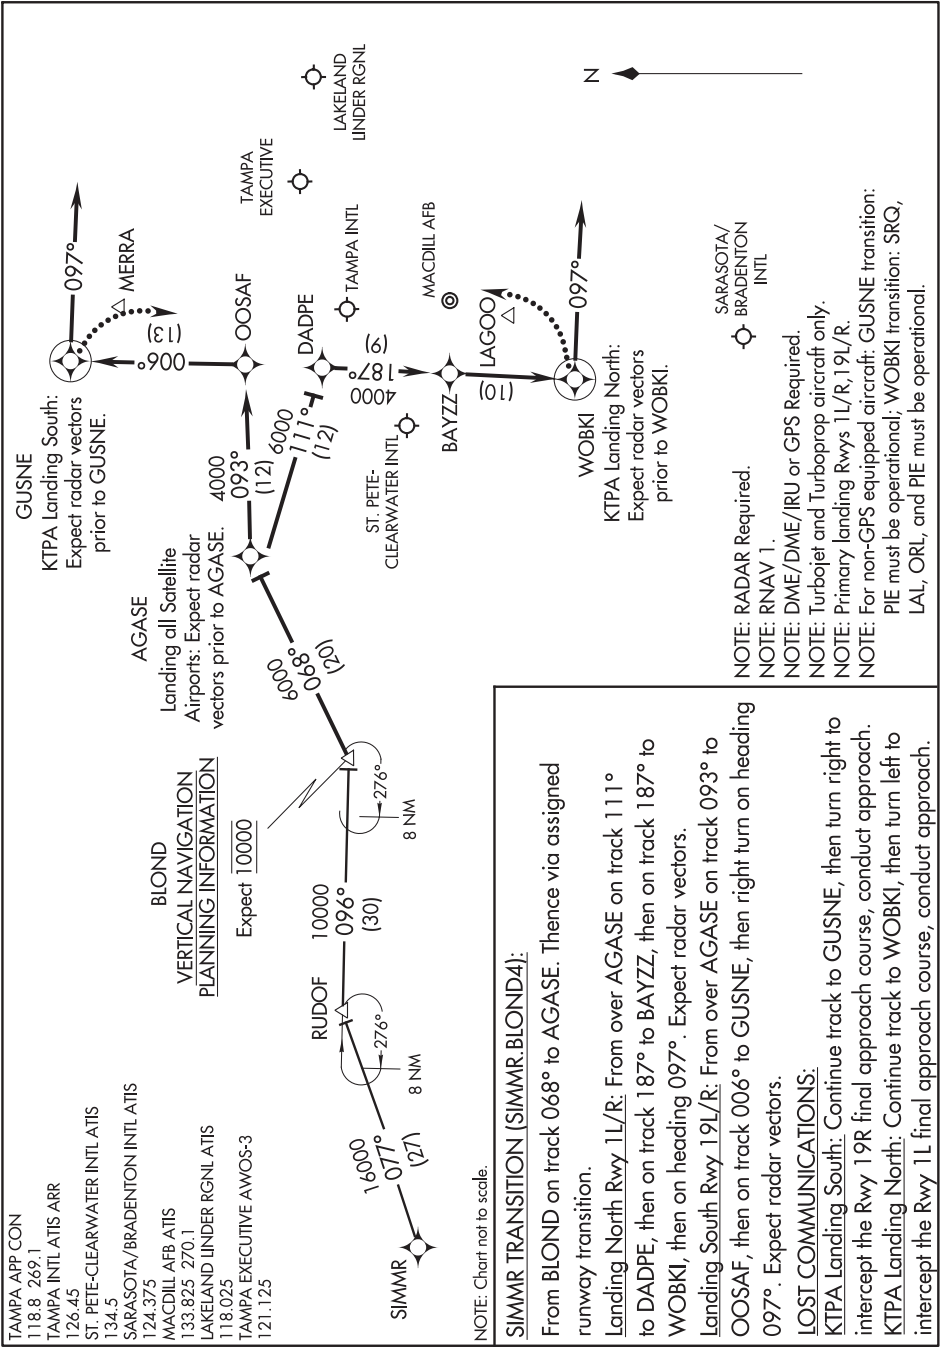 TAMPA APP CON
118.8 269.1
TAMPA INTL ATIS ARR
126.45
ST. PETE-CLEARWATER INTL ATIS
134.5
SARASOTA/BRADENTON INTL ATIS
124.375
MACDILL AFB ATIS
133.825 270.1
LAKELAND LINDER RGNL ATIS
118.025
TAMPA EXECUTIVE AWOS-3
121.125
BLOND
VERTICAL NAVIGATION
PLANNING INFORMATION
Expect 10000
AGASE
Landing all Satellite
Airports: Expect radar
vectors prior to AGASE.
GUSNE
KTPA Landing South:
Expect radar vectors
prior to GUSNE.
097°
MERRA
(13)
006°
OOSAF
4000
093°
(12)
TAMPA
EXECUTIVE
LAKELAND
LINDER RGNL
DADPE
6000
111°
(12)
TAMPA INTL
(9)
187°
4000
MACDILL AFB
ST. PETE-
CLEARWATER INTL
BAYZZ
LAGOO
(10)
WOBKI
KTPA Landing North:
Expect radar vectors
prior to WOBKI.
097°
N
SARASOTA/
BRADENTON
INTL
6000
068°
(20)
276°
8 NM
10000
096°
(30)
RUDOF
276°
8 NM
16000
077°
(27)
SIMMR
NOTE: Chart not to scale.
NOTE: RADAR Required.
NOTE: RNAV 1.
NOTE: DME/DME/IRU or GPS Required.
NOTE: Turbojet and Turboprop aircraft only.
NOTE: Primary landing Rwys 1L/R,19L/R.
NOTE: For non-GPS equipped aircraft: GUSNE transition:
PIE must be operational; WOBKI transition: SRQ,
LAL, ORL, and PIE must be operational.
SIMMR TRANSITION (SIMMR.BLOND4):
From BLOND on track 068° to AGASE. Thence via assigned
runway transition.
Landing North Rwy 1L/R: From over AGASE on track 111°
to DADPE, then on track 187° to BAYZZ, then on track 187° to
WOBKI, then on heading 097°. Expect radar vectors.
Landing South Rwy 19L/R: From over AGASE on track 093° to
OOSAF, then on track 006° to GUSNE, then right turn on heading
097°. Expect radar vectors.
LOST COMMUNICATIONS:
KTPA Landing South: Continue track to GUSNE, then turn right to
intercept the Rwy 19R final approach course, conduct approach.
KTPA Landing North: Continue track to WOBKI, then turn left to
intercept the Rwy 1L final approach course, conduct approach.